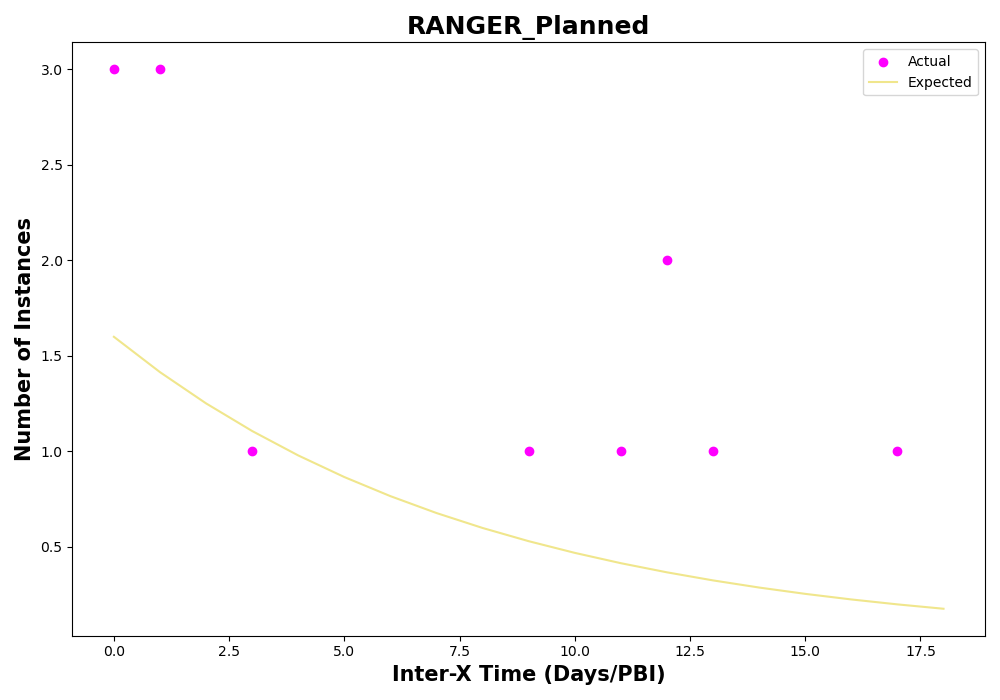 RANGER_Planned
Actual
Expected
Number of Instances
3.0
2.5
2.0
1.5
1.0
0.5
0.0 2.5 5.0 7.5 10.0 12.5 15.0 17.5
Inter-X Time (Days/PBI)